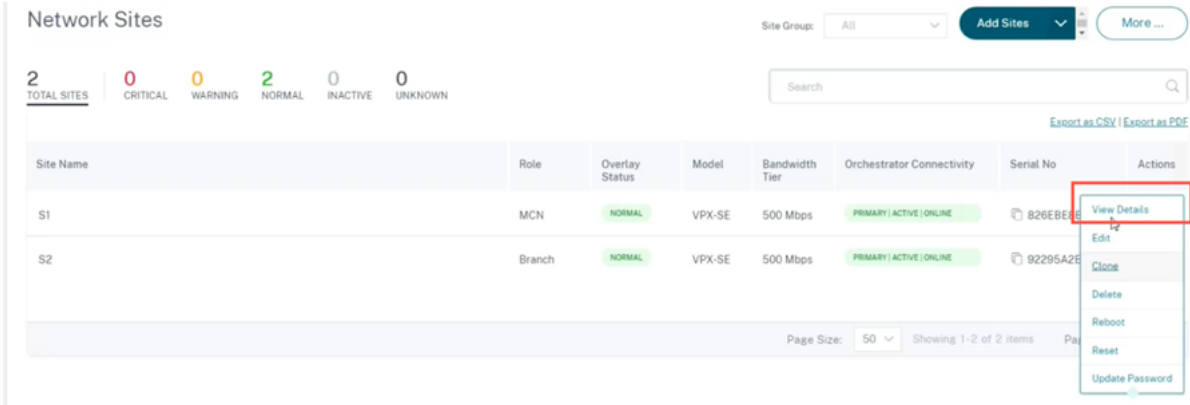 Network Sites
Site Group: All
Add Sites
More ...
2 0 0 2 0 0
TOTAL SITES CRITICAL WARNING NORMAL INACTIVE UNKNOWN
Search
Export as CSV | Export as PDF
Site Name Role Overlay Status Model Bandwidth Tier Orchestrator Connectivity Serial No Actions
S1 MCN NORMAL VPX-SE 500 Mbps PRIMARY | ACTIVE | ONLINE
S2 Branch NORMAL VPX-SE 500 Mbps PRIMARY | ACTIVE | ONLINE 92295A2E
View Details
Edit
Clone
Delete
Reboot
Reset
Update Password
Page Size: 50 Showing 1-2 of 2 items